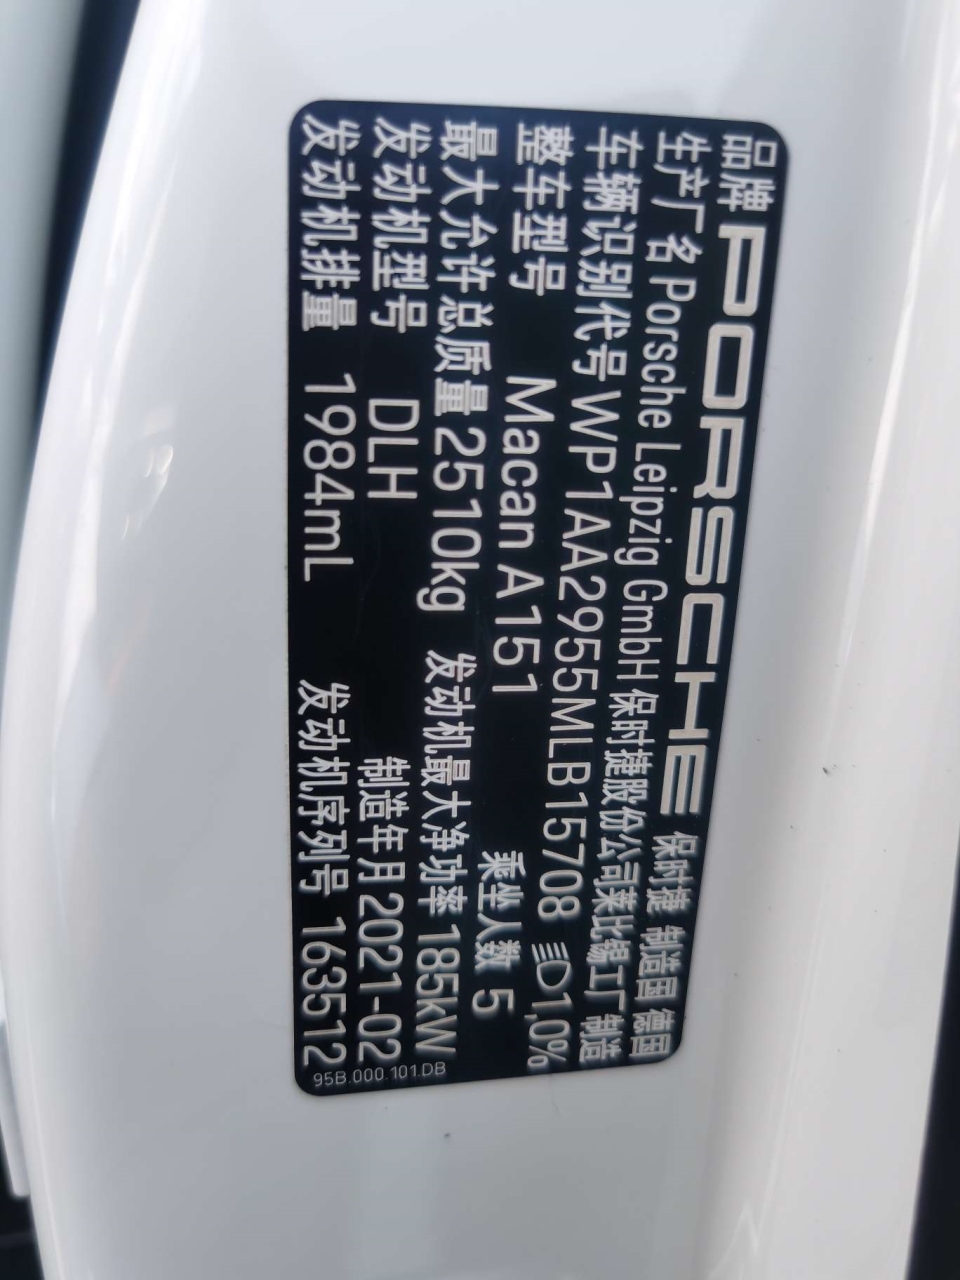 品牌 PORSCHE 保时捷 制造国 德国
生产厂名 Porsche Leipzig GmbH 保时捷股份公司莱比锡工厂 制造
车辆识别代号 WP1AA2955MLB15708 1,0%
整车型号 Macan A151 乘坐人数 5
最大允许总质量 2510kg 发动机最大净功率 185kW
发动机型号 DLH 制造年月 2021-02
发动机排量 1984mL 发动机序列号 163512
95B.000.101.DB